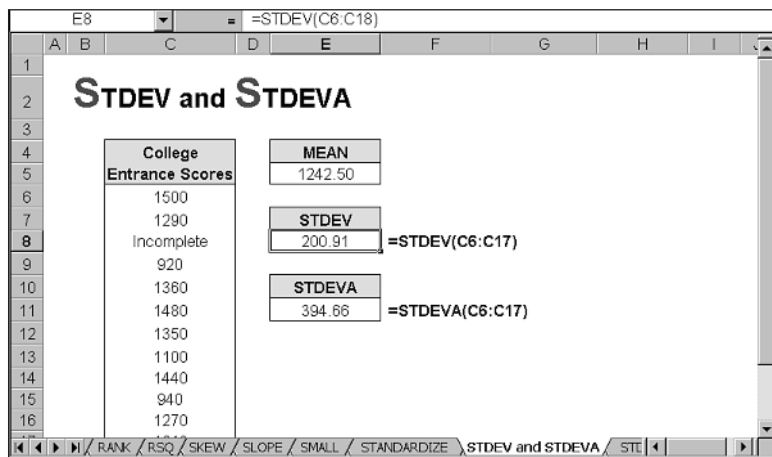 E8 = =STDEV(C6:C18)
A B C D E F G H I
1
2 STDEV and STDEVA
3
4 College MEAN
5 Entrance Scores 1242.50
6 1500
7 1290 STDEV
8 Incomplete 200.91 =STDEV(C6:C17)
9 920
10 1360 STDEVA
11 1480 394.66 =STDEVA(C6:C17)
12 1350
13 1100
14 1440
15 940
16 1270
RANK RSQ SKEW SLOPE SMALL STANDARDIZE STDEV and STDEVA